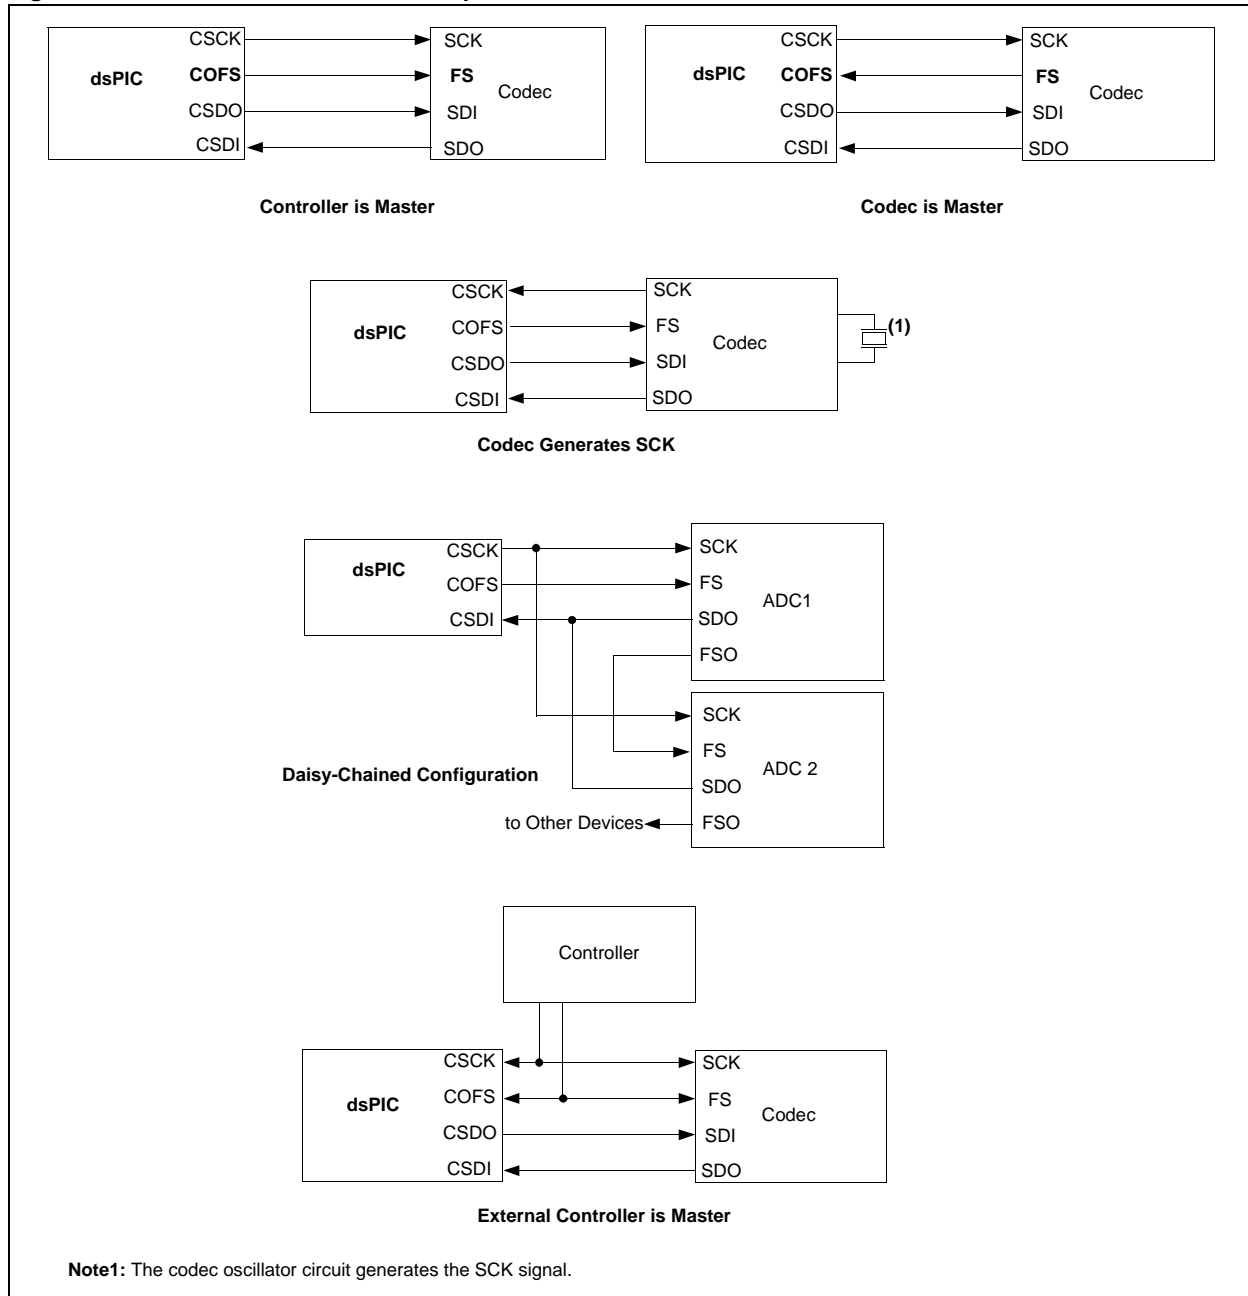 CSCK
SCK
dsPIC
COFS
FS
Codec
CSDO
SDI
CSDI
SDO
Controller is Master
CSCK
SCK
dsPIC
COFS
FS
Codec
CSDO
SDI
CSDI
SDO
Codec is Master
CSCK
SCK
dsPIC
COFS
FS
Codec
(1)
CSDO
SDI
CSDI
SDO
Codec Generates SCK
dsPIC
CSCK
COFS
CSDI
SCK
FS
ADC1
SDO
FSO
SCK
FS
ADC 2
SDO
FSO
Daisy-Chained Configuration
to Other Devices
Controller
dsPIC
CSCK
COFS
CSDO
CSDI
SCK
FS
Codec
SDI
SDO
External Controller is Master
Note1: The codec oscillator circuit generates the SCK signal.